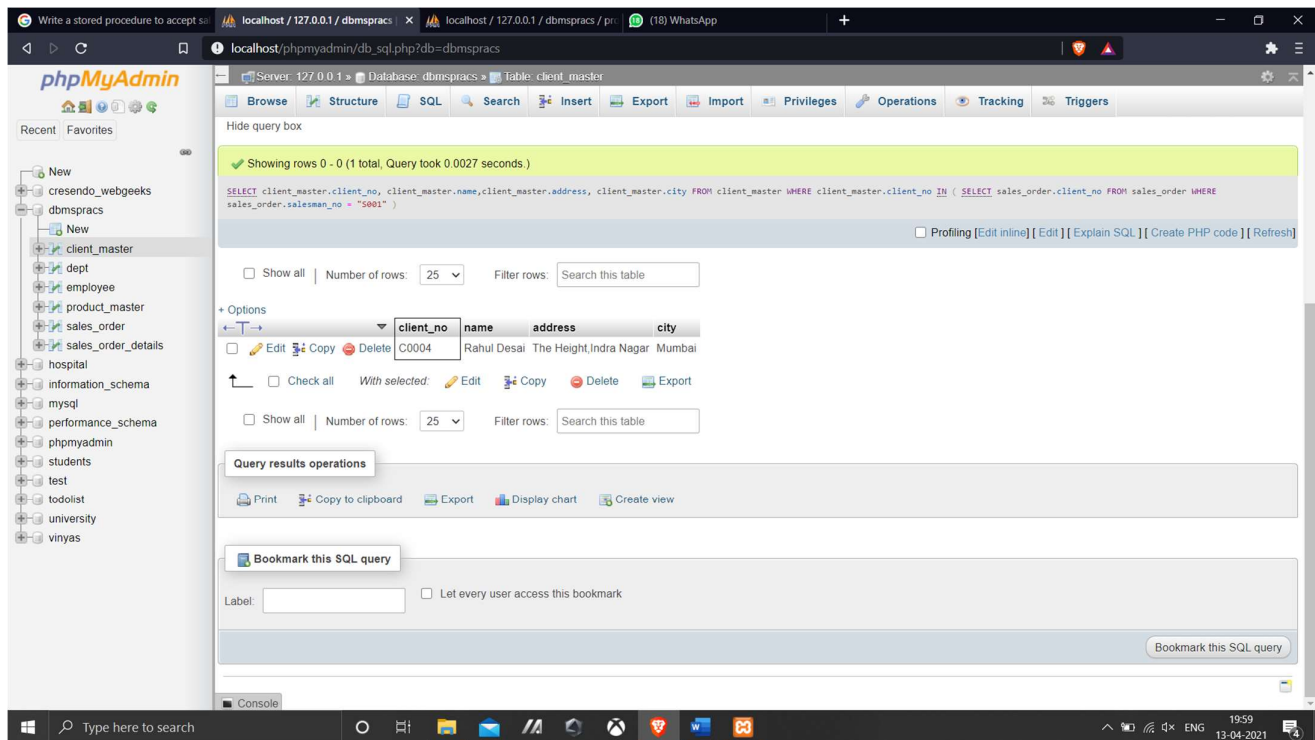 Write a stored procedure to accept sal
localhost / 127.0.0.1 / dbmspracs |
localhost / 127.0.0.1 / dbmspracs / pro
(18) WhatsApp
localhost/phpmyadmin/db_sql.php?db=dbmspracs
phpMyAdmin
Recent Favorites
New
cresendo_webgeeks
dbmspracs
New
client_master
dept
employee
product_master
sales_order
sales_order_details
hospital
information_schema
mysql
performance_schema
phpmyadmin
students
test
todolist
university
vinyas
Server: 127.0.0.1 » Database: dbmspracs » Table: client_master
Browse Structure SQL Search Insert Export Import Privileges Operations Tracking Triggers
Hide query box
Showing rows 0 - 0 (1 total, Query took 0.0027 seconds.)
SELECT client_master.client_no, client_master.name,client_master.address, client_master.city FROM client_master WHERE client_master.client_no IN ( SELECT sales_order.client_no FROM sales_order WHERE
sales_order.salesman_no = "S001" )
Profiling [Edit inline] [ Edit ] [ Explain SQL ] [ Create PHP code ] [ Refresh]
Show all | Number of rows: 25 Filter rows: Search this table
+ Options
←T→ client_no name address city
Edit Copy Delete C0004 Rahul Desai The Height,Indra Nagar Mumbai
Check all With selected: Edit Copy Delete Export
Show all | Number of rows: 25 Filter rows: Search this table
Query results operations
Print Copy to clipboard Export Display chart Create view
Bookmark this SQL query
Label: Let every user access this bookmark
Bookmark this SQL query
Console
Type here to search
ENG
19:59
13-04-2021
4